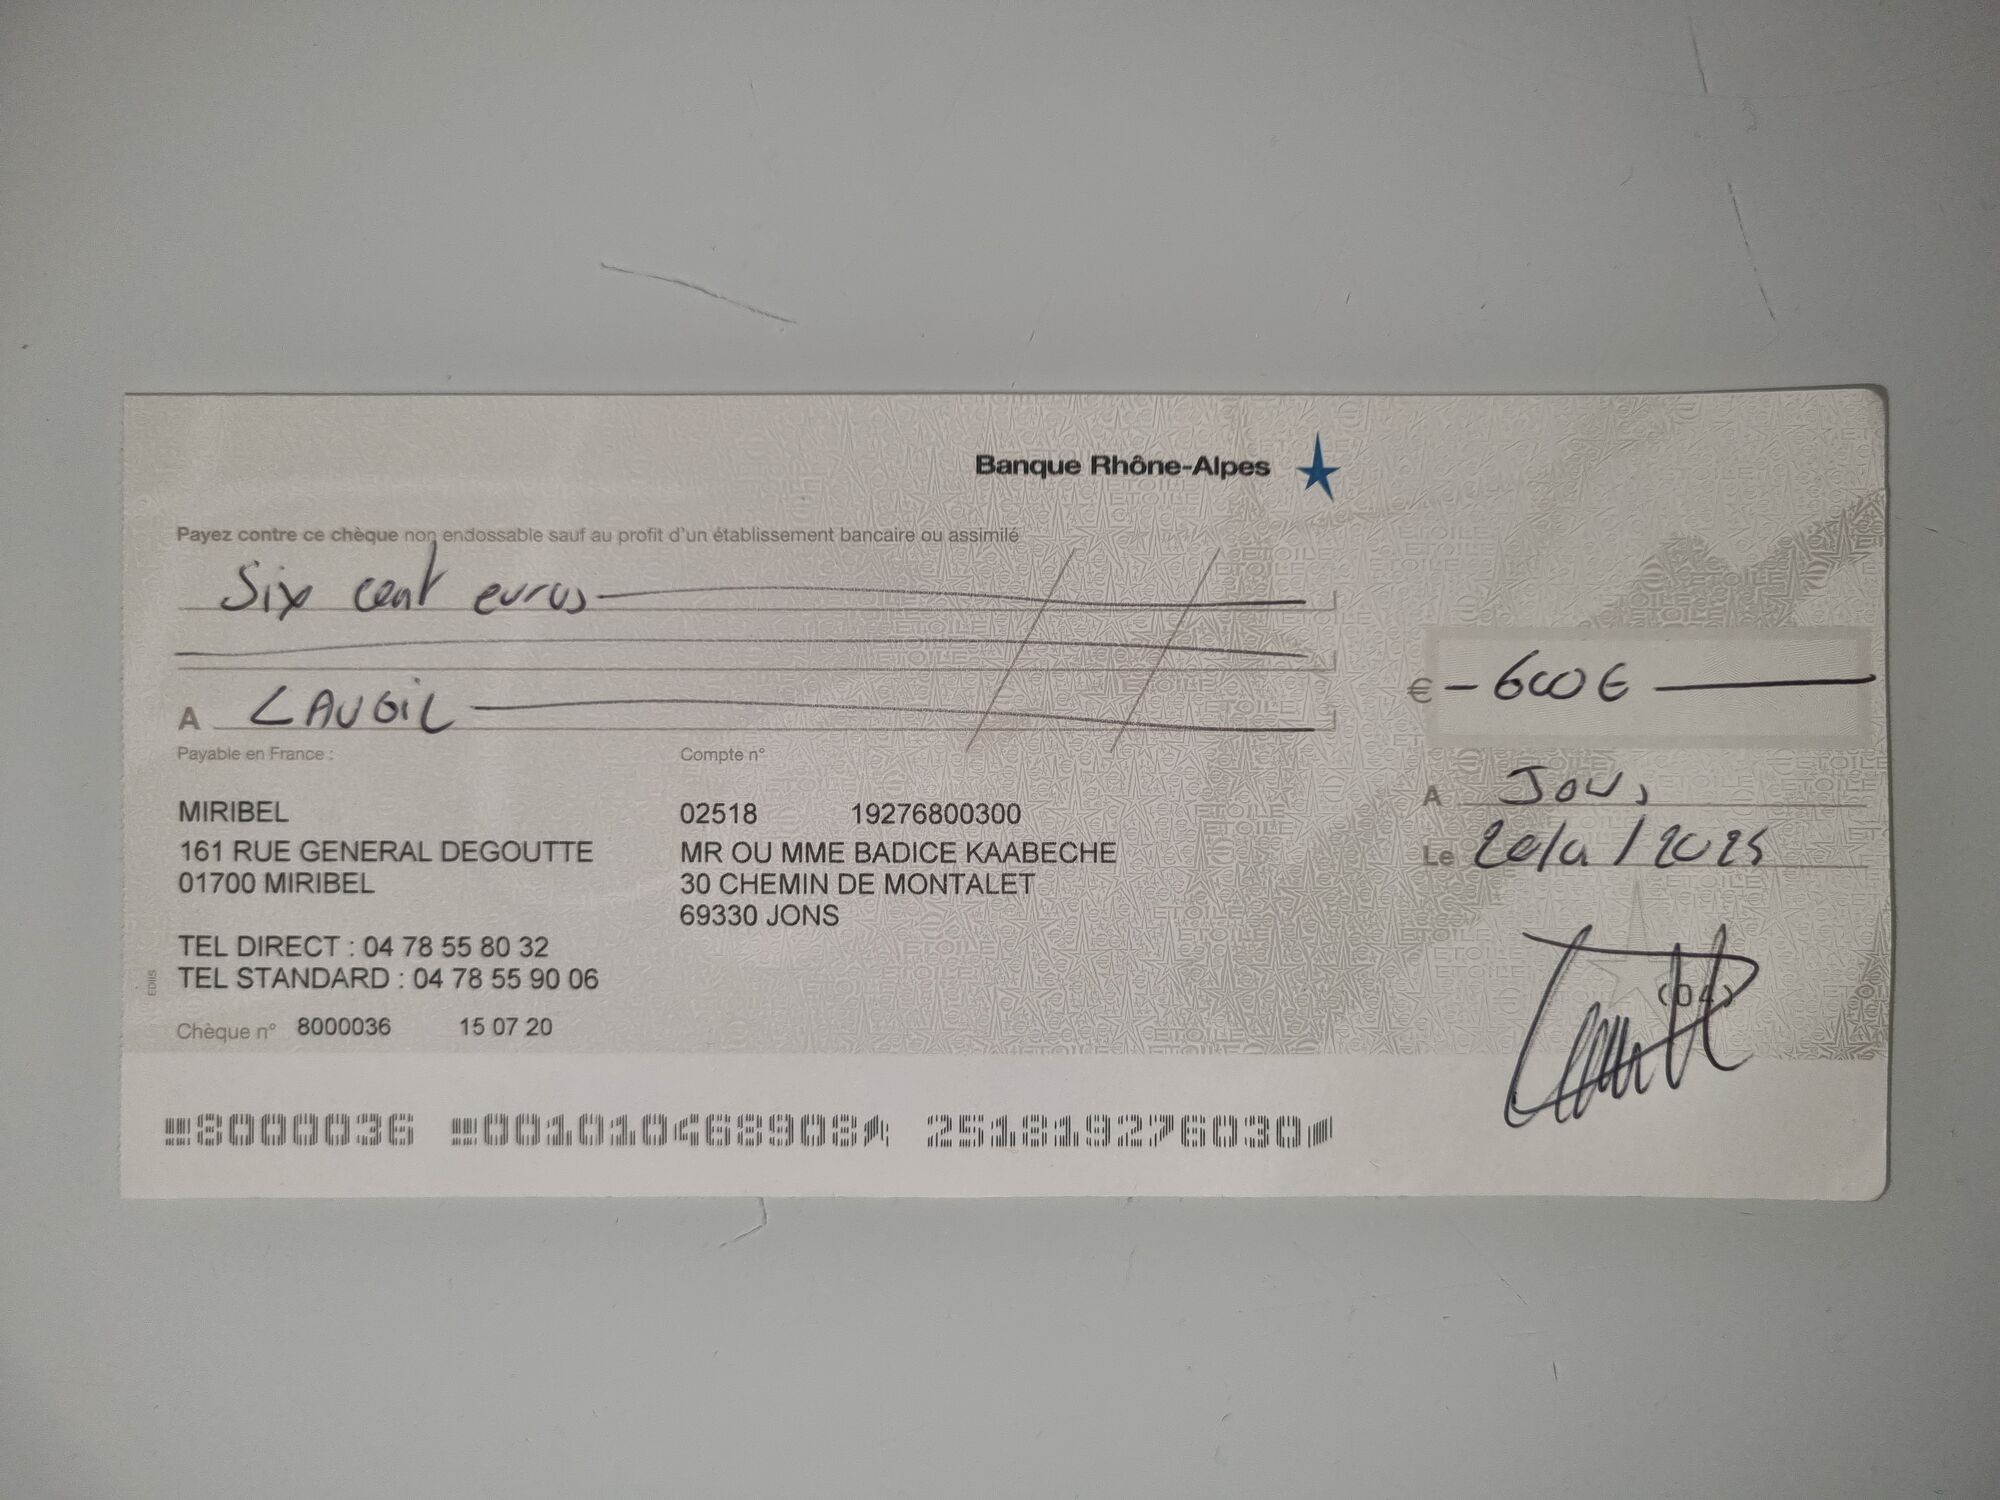 Banque Rhône-Alpes
Payez contre ce chèque non endossable sauf au profit d'un établissement bancaire ou assimilé
Six cent euros
€ - 600 €
A LAVGIL
Payable en France :
Compte n°
A Jons
MIRIBEL
02518 19276800300
Le 20/ /2025
161 RUE GENERAL DEGOUTTE
MR OU MME BADICE KAABECHE
01700 MIRIBEL
30 CHEMIN DE MONTALET
69330 JONS
TEL DIRECT : 04 78 55 80 32
TEL STANDARD : 04 78 55 90 06
EDIIS
Chèque n° 8000036 15 07 20
8000036 001010468908 251819276030